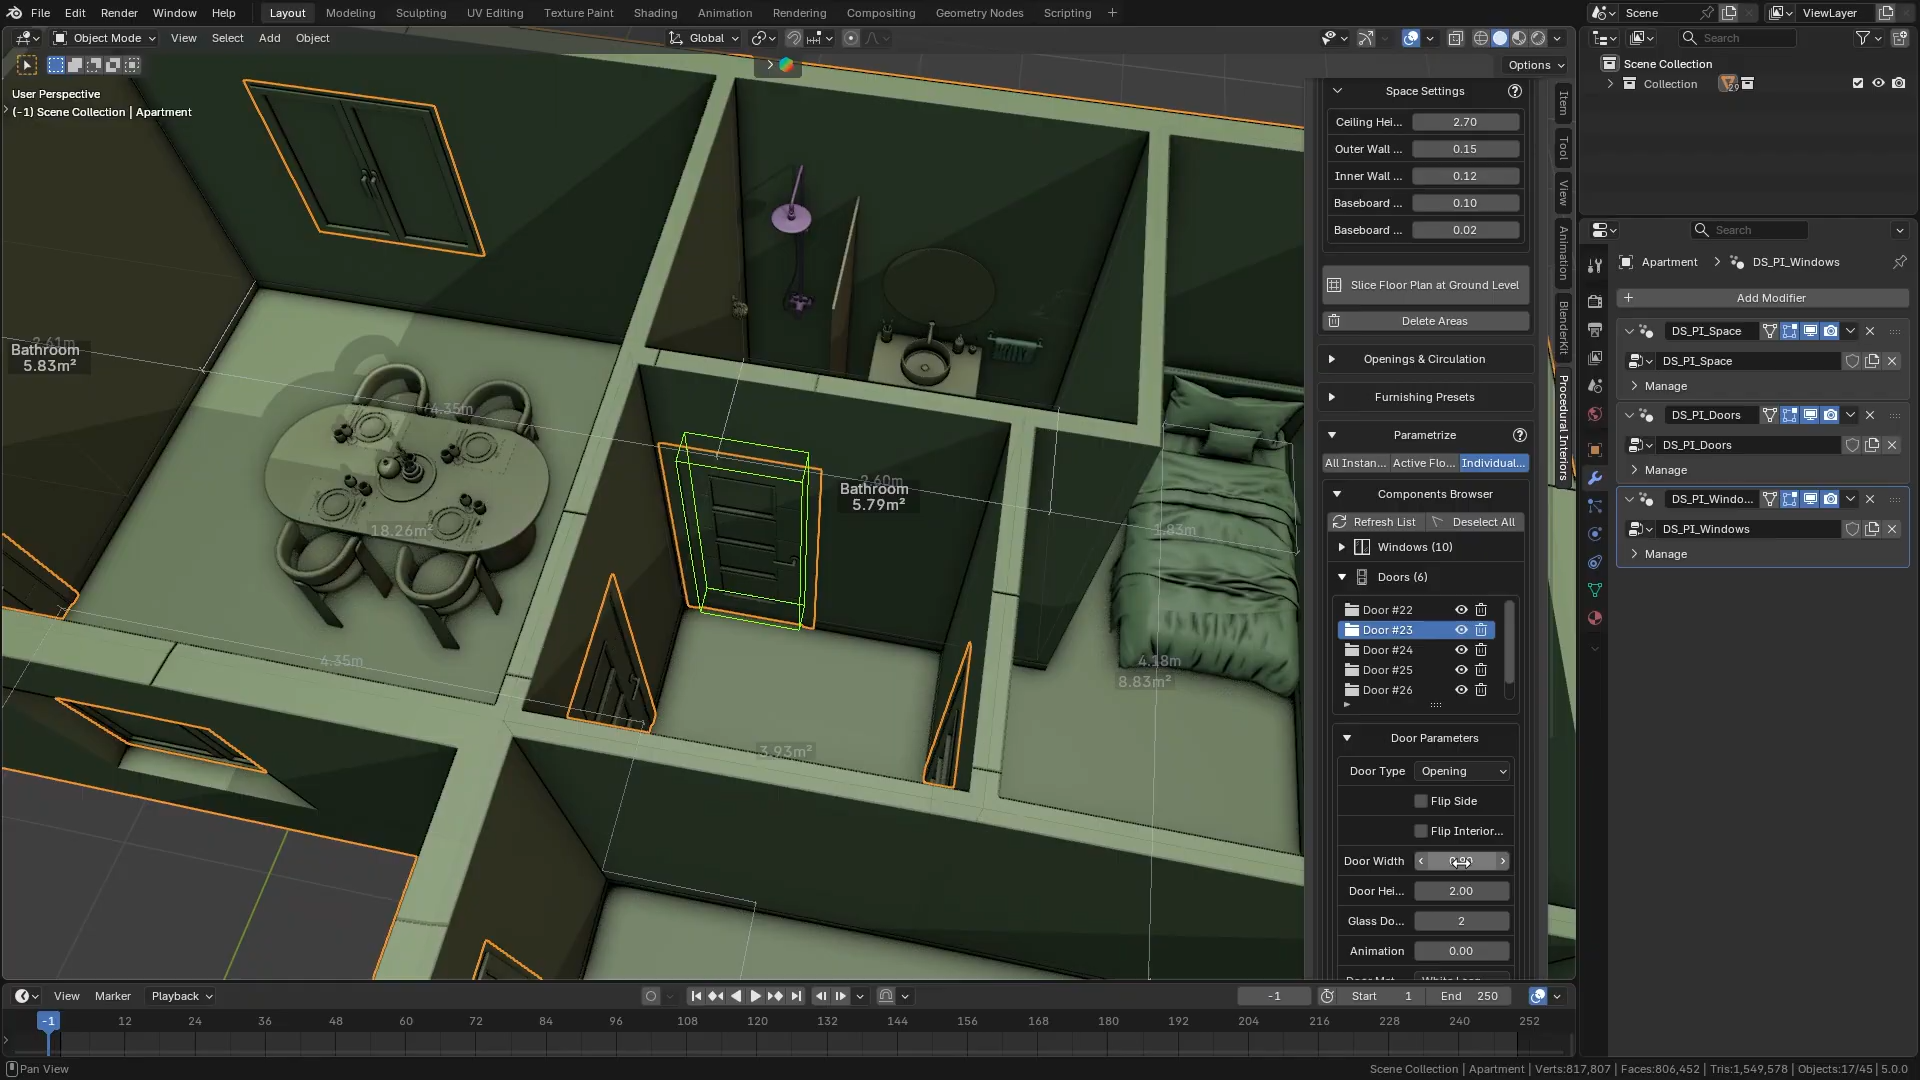 File Edit Render Window Help Layout Modeling Sculpting UV Editing Texture Paint Shading Animation Rendering Compositing Geometry Nodes Scripting +
Scene ViewLayer
Object Mode View Select Add Object Global
Search
Options
Scene Collection
Collection 29
User Perspective
(-1) Scene Collection | Apartment
Space Settings
Ceiling Hei... 2.70
Outer Wall ... 0.15
Inner Wall ... 0.12
Baseboard ... 0.10
Baseboard ... 0.02
Slice Floor Plan at Ground Level
Delete Areas
Openings & Circulation
Furnishing Presets
Parametrize
All Instan... Active Flo... Individual...
Components Browser
Refresh List Deselect All
Windows (10)
Doors (6)
Door #22
Door #23
Door #24
Door #25
Door #26
Door Parameters
Door Type Opening
Flip Side
Flip Interior...
Door Width
Door Hei... 2.00
Glass Do... 2
Animation 0.00
Item
Tool
View
Animation
BlenderKit
Procedural Interiors
Search
Apartment > DS_PI_Windows
Add Modifier
DS_PI_Space
DS_PI_Space
Manage
DS_PI_Doors
DS_PI_Doors
Manage
DS_PI_Windo...
DS_PI_Windows
Manage
2.61m
Bathroom
5.83m²
4.35m
18.26m²
4.35m
2.60m
Bathroom
5.79m²
1.83m
4.18m
8.83m²
3.93m²
View Marker Playback
-1 Start 1 End 250
-1 12 24 36 48 60 72 84 96 108 120 132 144 156 168 180 192 204 216 228 240 252
Pan View
Scene Collection | Apartment | Verts:817,807 | Faces:806,452 | Tris:1,549,578 | Objects:17/45 | 5.0.0